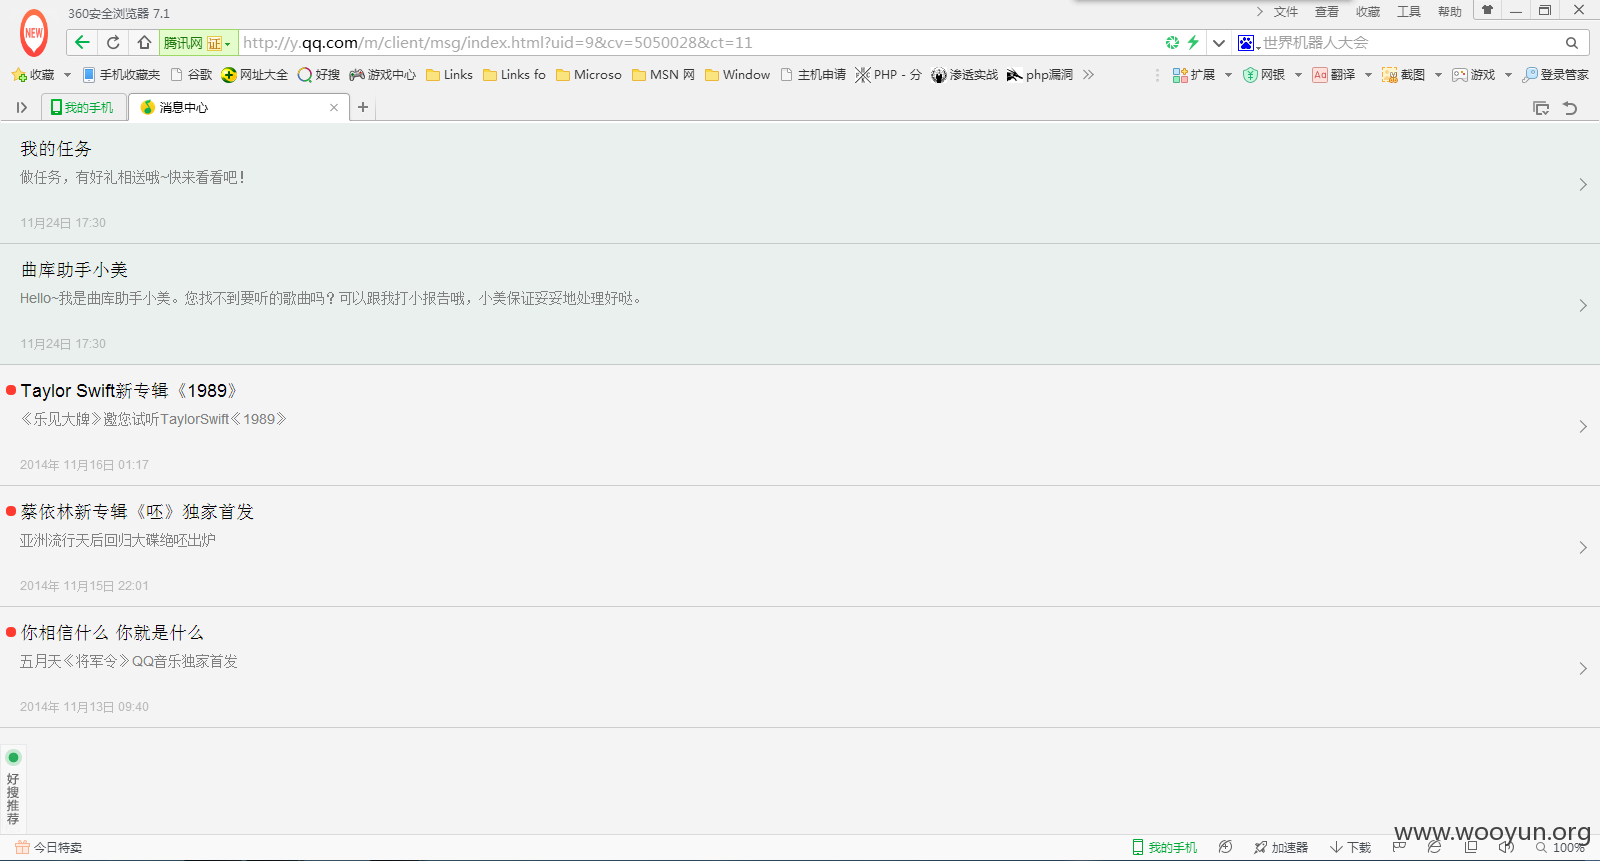 360安全浏览器 7.1
文件 查看 收藏 工具 帮助
NEW
腾讯网 证 http://y.qq.com/m/client/msg/index.html?uid=9&cv=5050028&ct=11 世界机器人大会
收藏 手机收藏夹 谷歌 网址大全 好搜 游戏中心 Links Links fo Microso MSN 网 Window 主机申请 PHP - 分 渗透实战 php漏洞 扩展 网银 Aa 翻译 截图 游戏 登录管家
我的手机 消息中心
我的任务
做任务，有好礼相送哦~快来看看吧！
11月24日 17:30
曲库助手小美
Hello~我是曲库助手小美。您找不到要听的歌曲吗？可以跟我打小报告哦，小美保证妥妥地处理好哒。
11月24日 17:30
Taylor Swift新专辑《1989》
《乐见大牌》邀您试听TaylorSwift《1989》
2014年 11月16日 01:17
蔡依林新专辑《呸》独家首发
亚洲流行天后回归大碟绝呸出炉
2014年 11月15日 22:01
你相信什么 你就是什么
五月天《将军令》QQ音乐独家首发
2014年 11月13日 09:40
好搜推荐
www.wooyun.org
今日特卖 我的手机 加速器 下载 100%